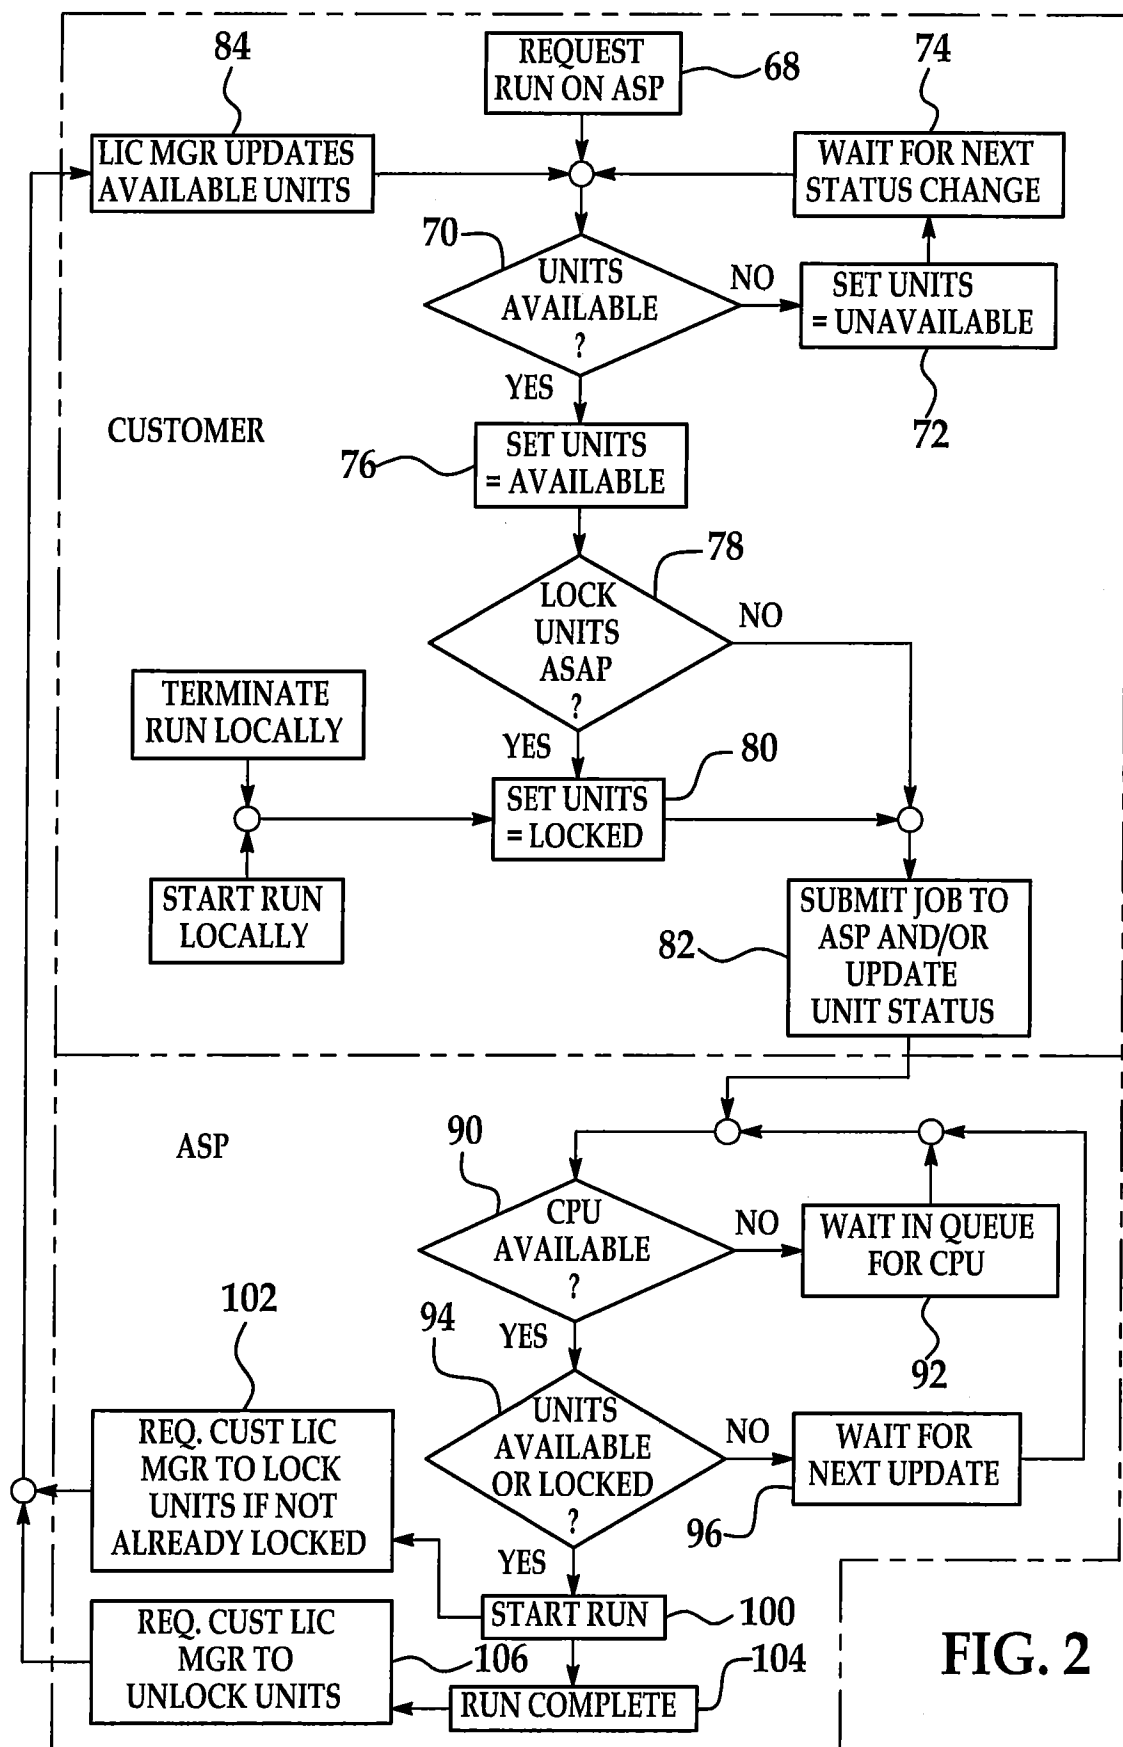 84
REQUEST
RUN ON ASP
68
74
LIC MGR UPDATES
AVAILABLE UNITS
WAIT FOR NEXT
STATUS CHANGE
70
UNITS
AVAILABLE
?
NO
SET UNITS
= UNAVAILABLE
72
YES
CUSTOMER
76
SET UNITS
= AVAILABLE
78
LOCK
UNITS
ASAP
?
NO
TERMINATE
RUN LOCALLY
YES
80
SET UNITS
= LOCKED
START RUN
LOCALLY
82
SUBMIT JOB TO
ASP AND/OR
UPDATE
UNIT STATUS
ASP
90
CPU
AVAILABLE
?
NO
WAIT IN QUEUE
FOR CPU
92
102
94
YES
UNITS
AVAILABLE
OR LOCKED
?
NO
WAIT FOR
NEXT UPDATE
96
REQ. CUST LIC
MGR TO LOCK
UNITS IF NOT
ALREADY LOCKED
YES
START RUN
100
REQ. CUST LIC
MGR TO
UNLOCK UNITS
106
RUN COMPLETE
104
FIG. 2